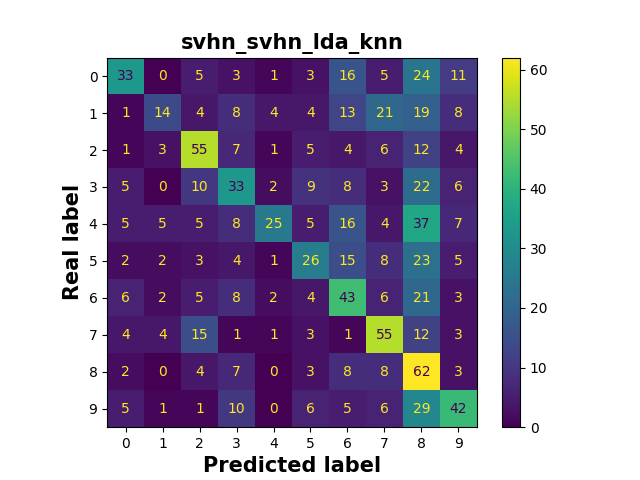 svhn_svhn_lda_knn
Real label
0 33 0 5 3 1 3 16 5 24 11
1 1 14 4 8 4 4 13 21 19 8
2 1 3 55 7 1 5 4 6 12 4
3 5 0 10 33 2 9 8 3 22 6
4 5 5 5 8 25 5 16 4 37 7
5 2 2 3 4 1 26 15 8 23 5
6 6 2 5 8 2 4 43 6 21 3
7 4 4 15 1 1 3 1 55 12 3
8 2 0 4 7 0 3 8 8 62 3
9 5 1 1 10 0 6 5 6 29 42
0 1 2 3 4 5 6 7 8 9
Predicted label
60
50
40
30
20
10
0